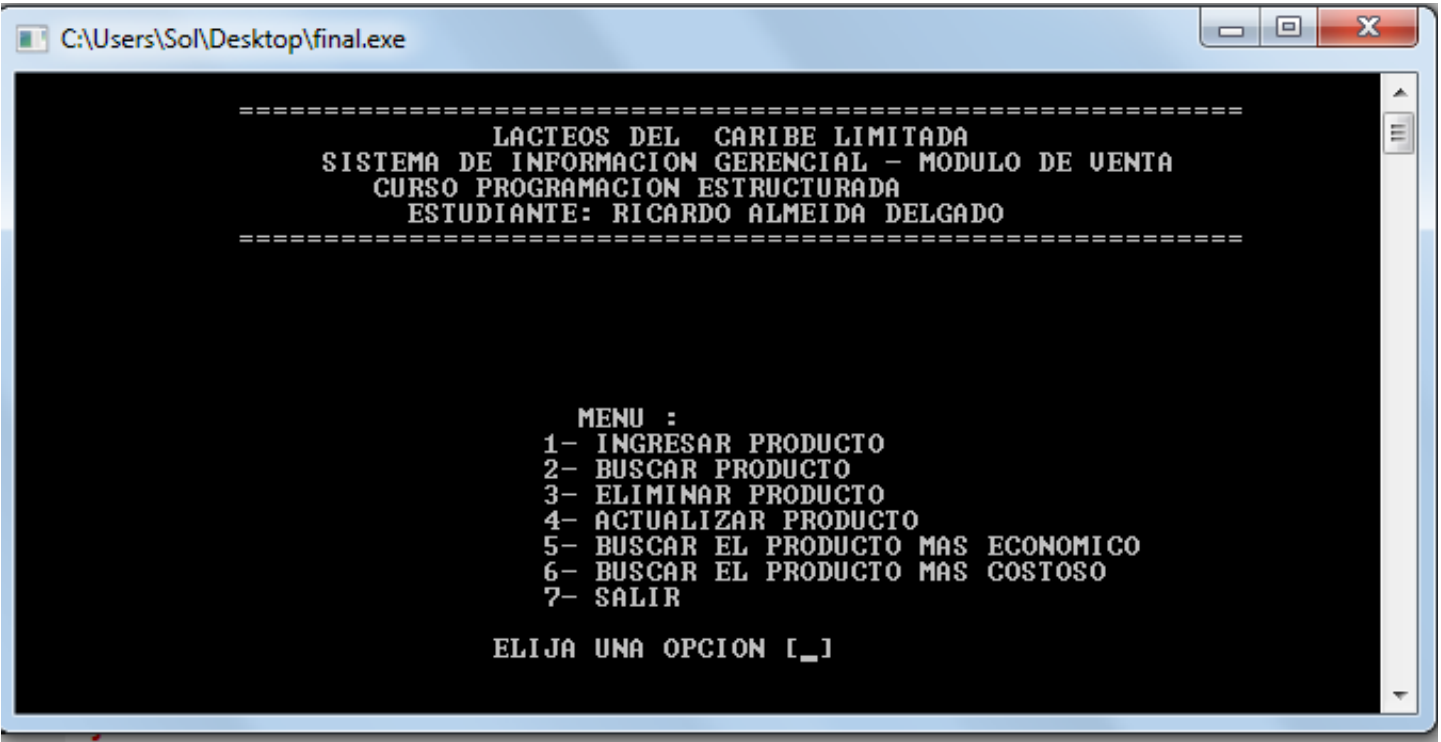 C:\Users\Sol\Desktop\final.exe
===========================================================
LACTEOS DEL  CARIBE LIMITADA
SISTEMA DE INFORMACION GERENCIAL - MODULO DE VENTA
CURSO PROGRAMACION ESTRUCTURADA
ESTUDIANTE: RICARDO ALMEIDA DELGADO
===========================================================
MENU :
1- INGRESAR PRODUCTO
2- BUSCAR PRODUCTO
3- ELIMINAR PRODUCTO
4- ACTUALIZAR PRODUCTO
5- BUSCAR EL PRODUCTO MAS ECONOMICO
6- BUSCAR EL PRODUCTO MAS COSTOSO
7- SALIR
ELIJA UNA OPCION [_]